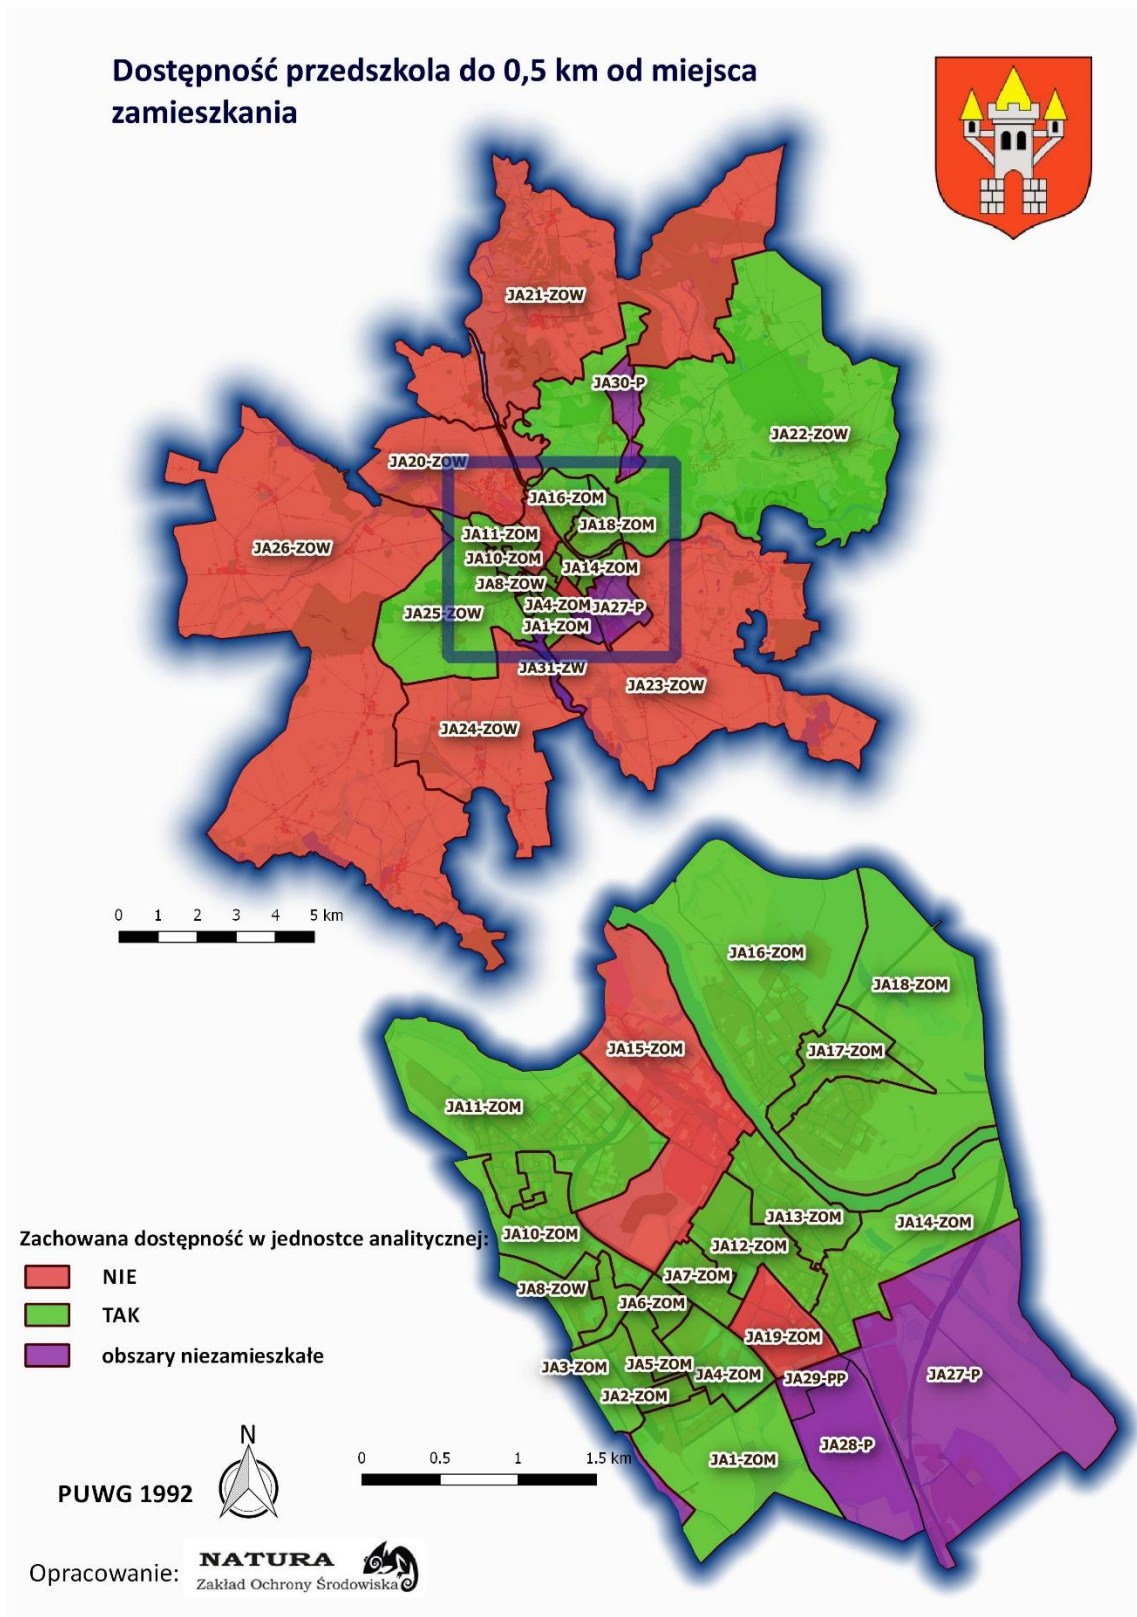 Dostępność przedszkola do 0,5 km od miejsca
zamieszkania
JA21-ZOW
JA30-P
JA22-ZOW
JA20-ZOW
JA16-ZOM
JA18-ZOM
JA11-ZOM
JA26-ZOW
JA10-ZOM
JA14-ZOM
JA8-ZOW
JA25-ZOW
JA4-ZOM
JA27-P
JA1-ZOM
JA31-ZW
JA23-ZOW
JA24-ZOW
0 1 2 3 4 5 km
JA16-ZOM
JA18-ZOM
JA15-ZOM
JA17-ZOM
JA11-ZOM
JA13-ZOM
JA14-ZOM
JA10-ZOM
JA12-ZOM
JA7-ZOM
JA8-ZOW
JA6-ZOM
JA19-ZOM
JA3-ZOM
JA5-ZOM
JA4-ZOM
JA29-PP
JA27-P
JA2-ZOM
JA28-P
JA1-ZOM
Zachowana dostępność w jednostce analitycznej:
NIE
TAK
obszary niezamieszkałe
N
0 0.5 1 1.5 km
PUWG 1992
Opracowanie:
NATURA
Zakład Ochrony Środowiska